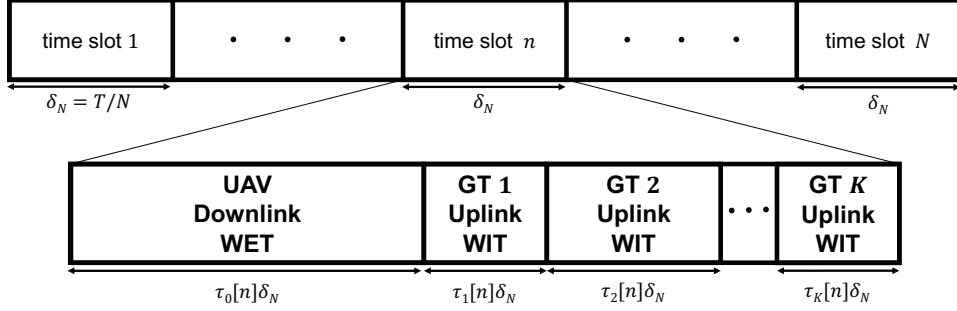 time slot 1 · · · time slot n · · · time slot N
δ_N = T/N δ_N δ_N
UAV Downlink WET
GT 1 Uplink WIT
GT 2 Uplink WIT
···
GT K Uplink WIT
τ_0[n]δ_N τ_1[n]δ_N τ_2[n]δ_N τ_K[n]δ_N